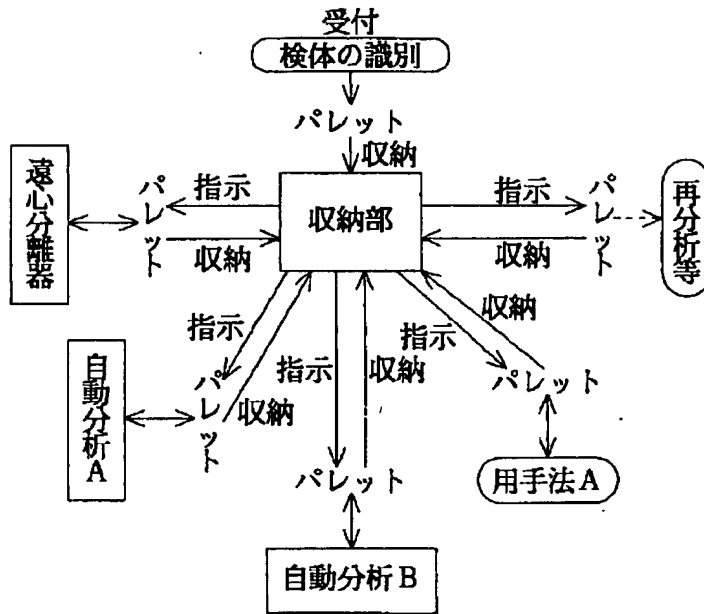 受付
検体の識別
パレット
収納
遠心分離器
パレット
指示
収納
収納部
指示
収納
パレット
再分析等
指示
収納
パレット
自動分析A
指示
収納
パレット
自動分析B
指示
収納
パレット
用手法A